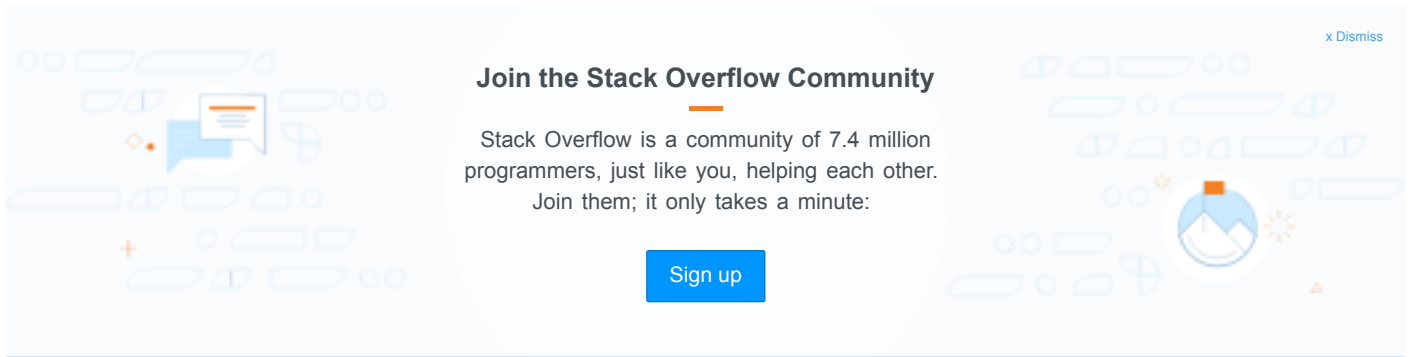 x Dismiss
Join the Stack Overflow Community
Stack Overflow is a community of 7.4 million
programmers, just like you, helping each other.
Join them; it only takes a minute:
Sign up